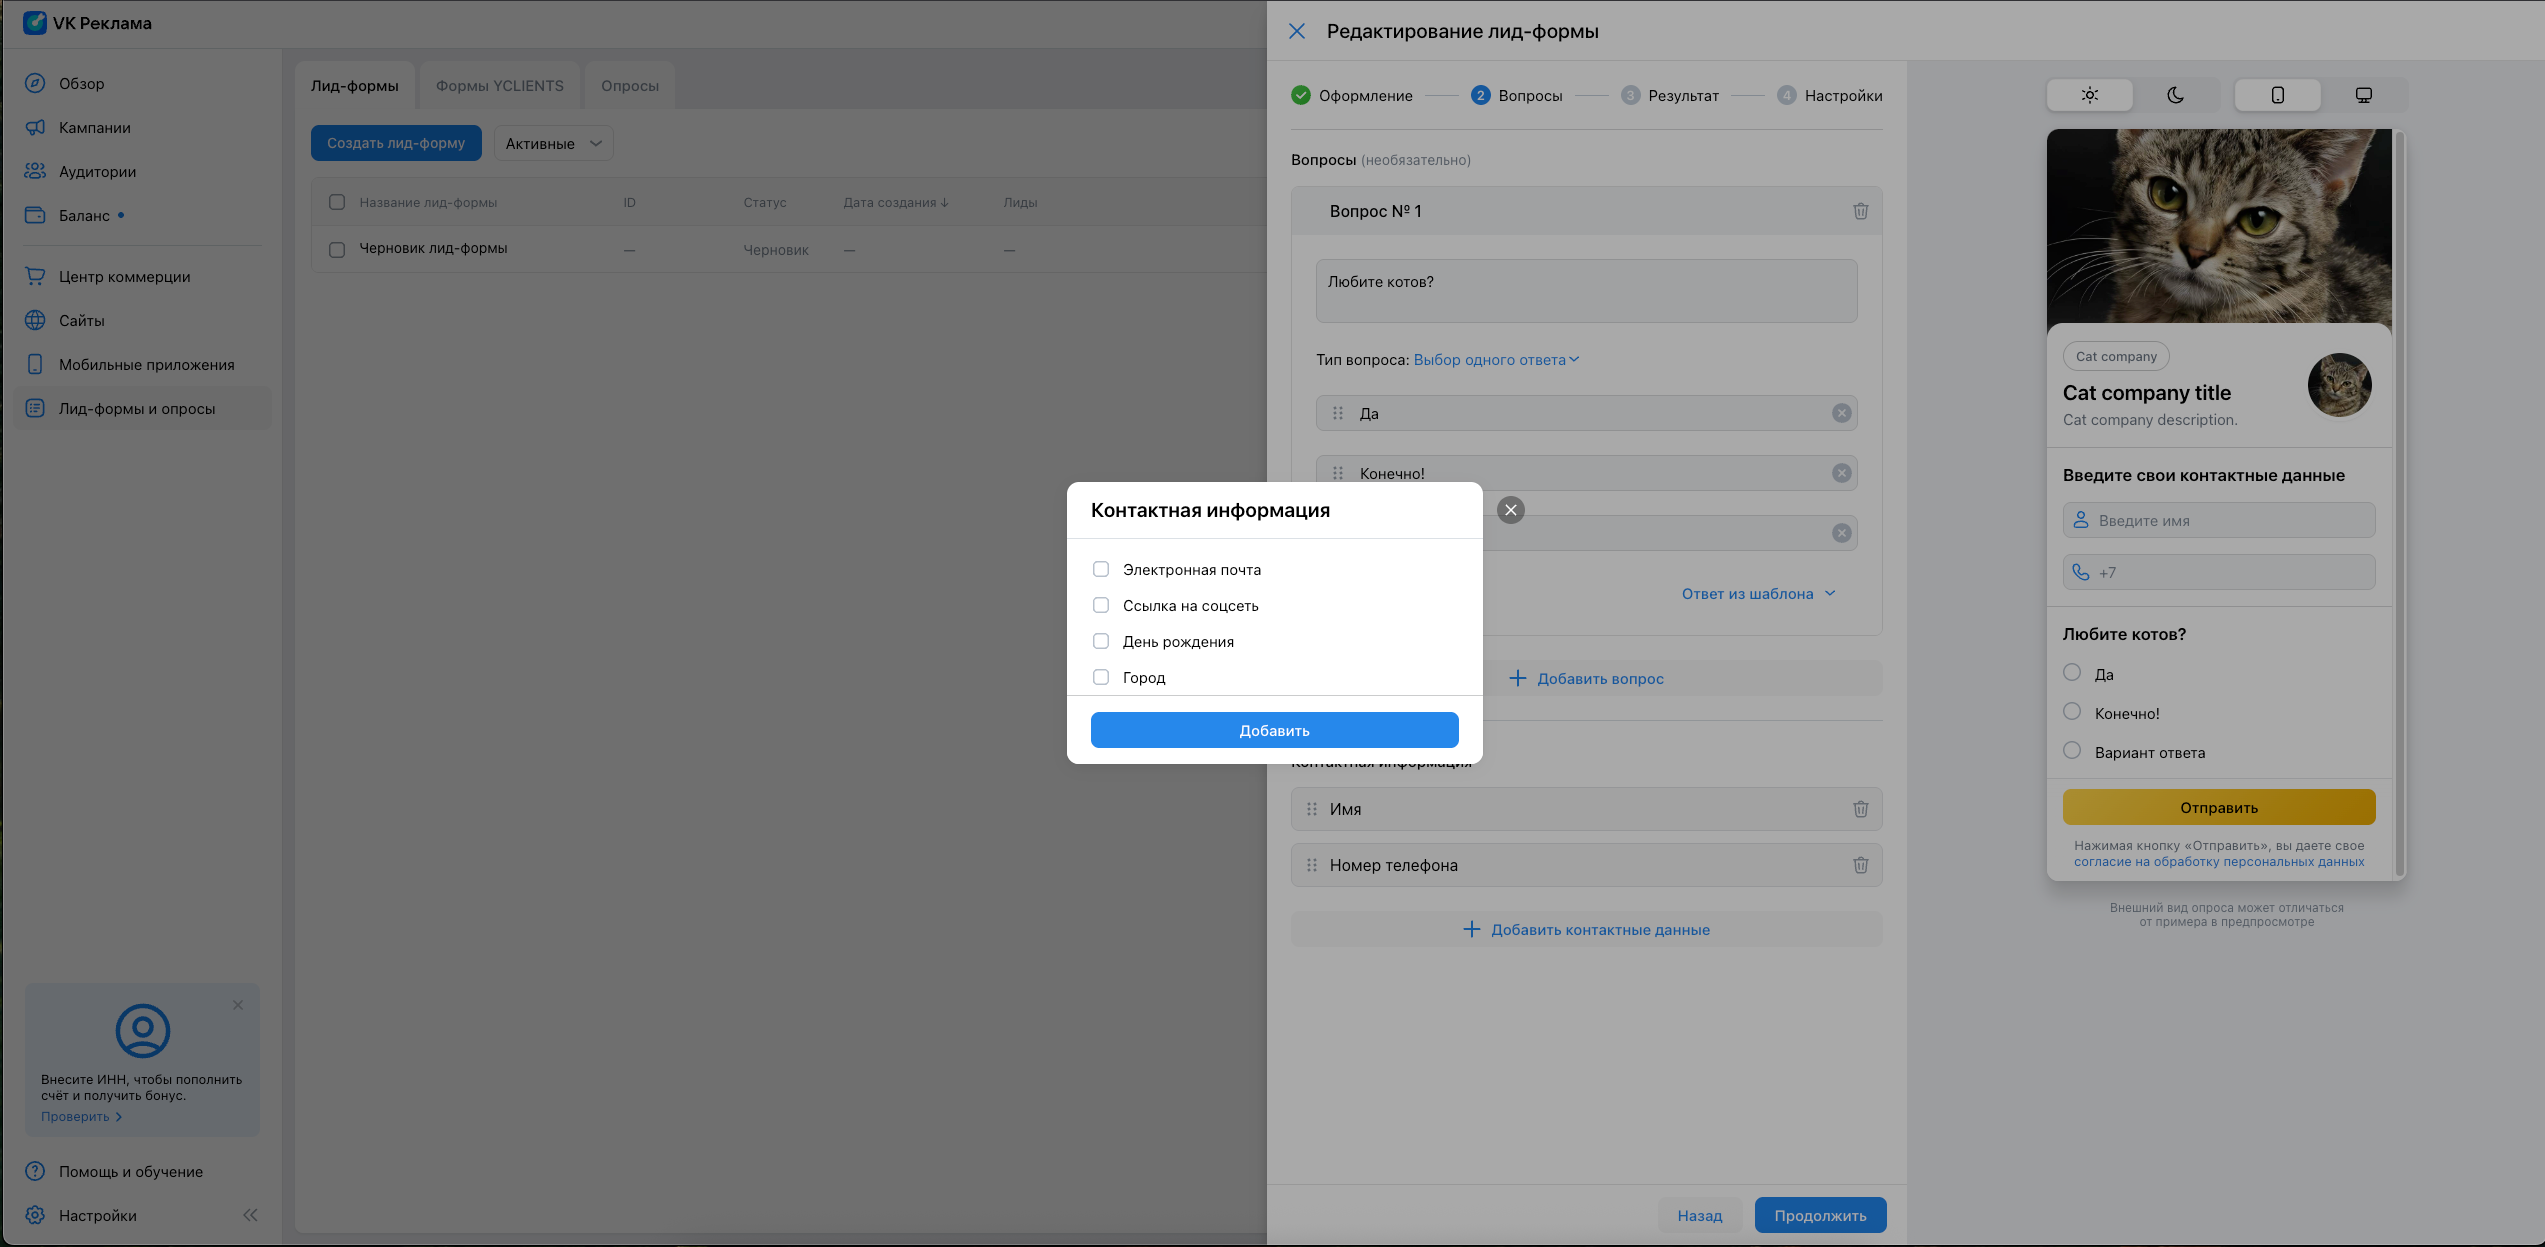 VK Реклама
Обзор
Кампании
Аудитории
Баланс
Центр коммерции
Сайты
Мобильные приложения
Лид-формы и опросы
Внесите ИНН, чтобы пополнить
счёт и получить бонус.
Проверить
Помощь и обучение
Настройки
Лид-формы
Формы YCLIENTS
Опросы
Создать лид-форму
Активные
Название лид-формы ID Статус Дата создания Лиды
Черновик лид-формы — Черновик — —
Редактирование лид-формы
Оформление 2 Вопросы 3 Результат 4 Настройки
Вопросы (необязательно)
Вопрос № 1
Любите котов?
Тип вопроса: Выбор одного ответа
Да
Конечно!
Ответ из шаблона
Добавить вопрос
Контактная информация
Имя
Номер телефона
Добавить контактные данные
Назад
Продолжить
Контактная информация
Электронная почта
Ссылка на соцсеть
День рождения
Город
Добавить
Cat company
Cat company title
Cat company description.
Введите свои контактные данные
Введите имя
+7
Любите котов?
Да
Конечно!
Вариант ответа
Отправить
Нажимая кнопку «Отправить», вы даете свое
согласие на обработку персональных данных
Внешний вид опроса может отличаться
от примера в предпросмотре